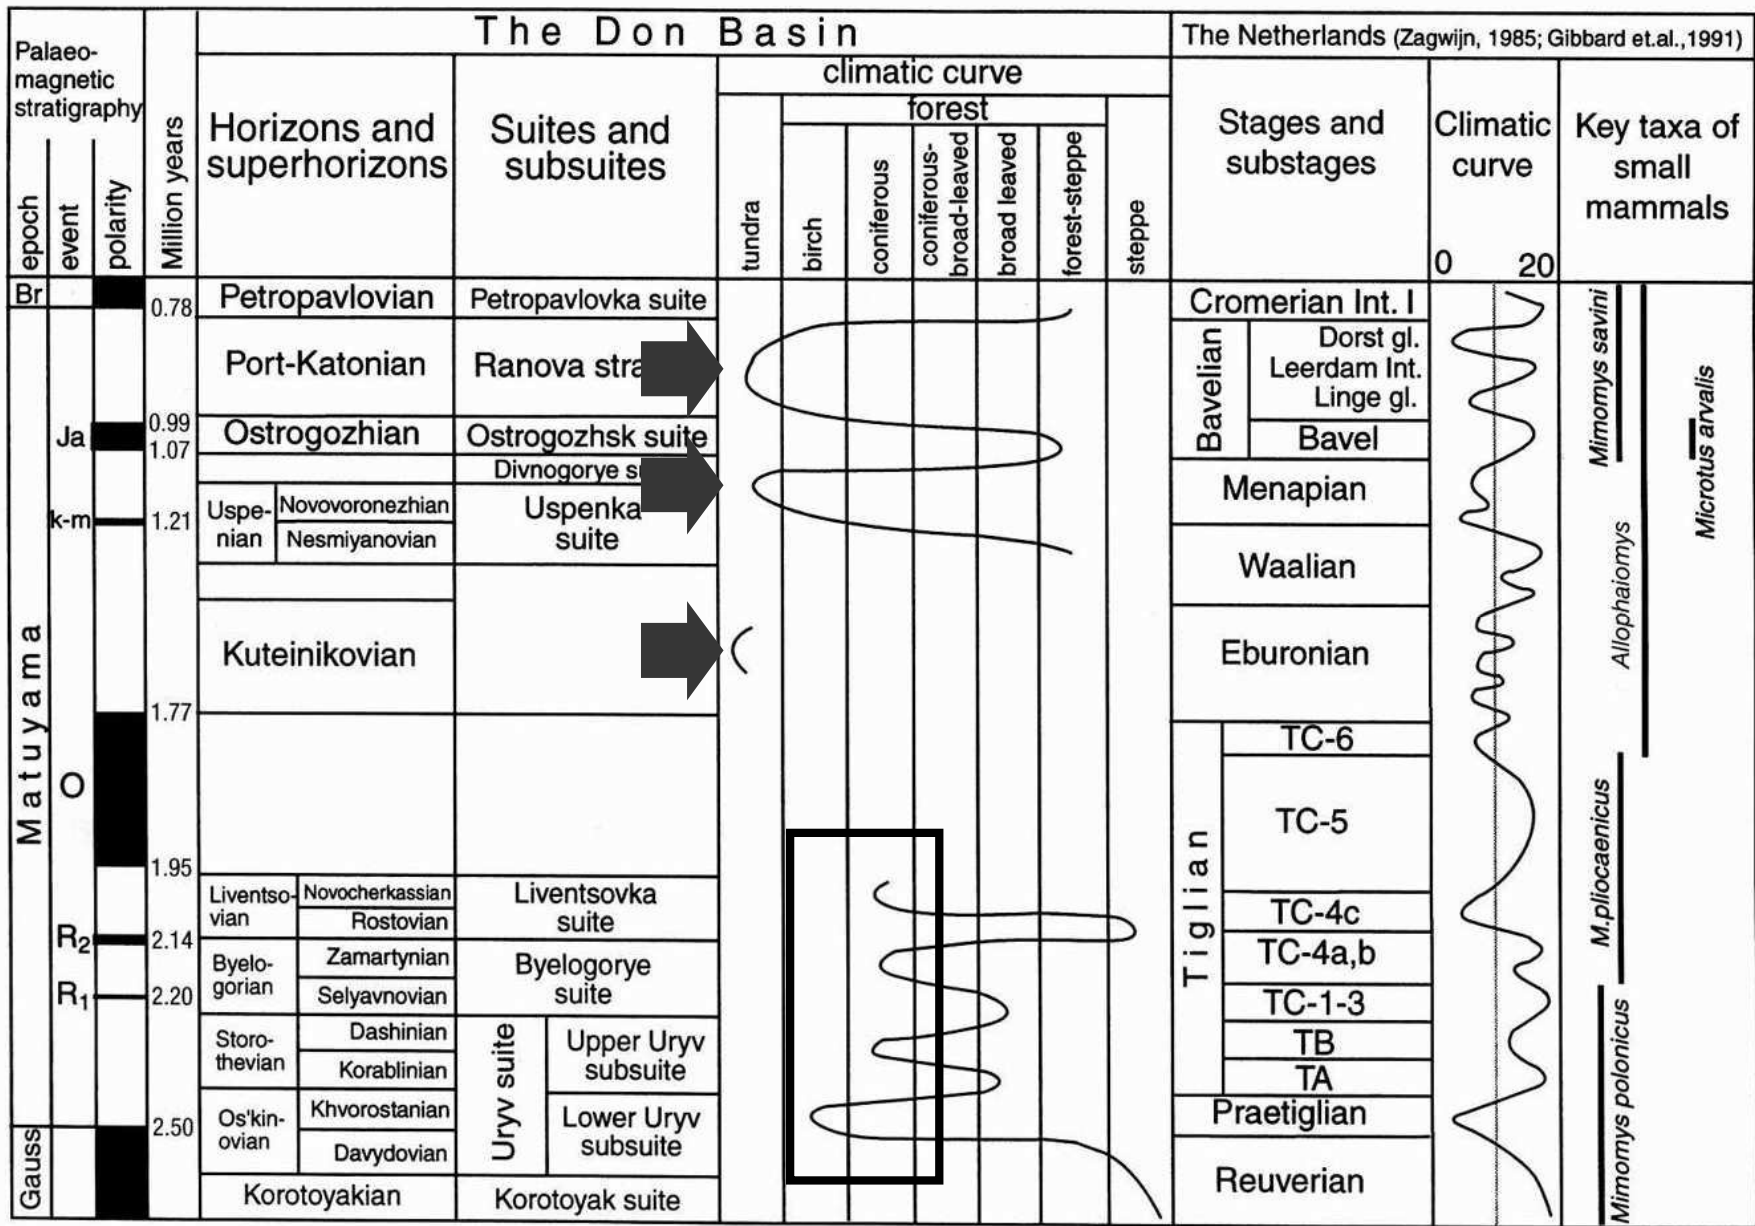 The Don Basin
The Netherlands (Zagwijn, 1985; Gibbard et.al.,1991)
Palaeo-
magnetic
stratigraphy
epoch
event
polarity
Million years
Horizons and
superhorizons
Suites and
subsuites
climatic curve
forest
tundra
birch
coniferous
coniferous-
broad-leaved
broad leaved
forest-steppe
steppe
Stages and
substages
Climatic
curve
0 20
Key taxa of
small
mammals
Br
Matuyama
Gauss
Ja
k-m
O
R2
R1
0.78
0.99
1.07
1.21
1.77
1.95
2.14
2.20
2.50
Petropavlovian
Port-Katonian
Ostrogozhian
Uspe-
nian
Novovoronezhian
Nesmiyanovian
Kuteinikovian
Liventso-
vian
Novocherkassian
Rostovian
Byelo-
gorian
Zamartynian
Selyavnovian
Storo-
thevian
Dashinian
Korablinian
Os'kin-
ovian
Khvorostanian
Davydovian
Korotoyakian
Petropavlovka suite
Ranova stra
Ostrogozhsk suite
Divnogorye s
Uspenka
suite
Liventsovka
suite
Byelogorye
suite
Uryv suite
Upper Uryv
subsuite
Lower Uryv
subsuite
Korotoyak suite
Cromerian Int. I
Bavelian
Dorst gl.
Leerdam Int.
Linge gl.
Bavel
Menapian
Waalian
Eburonian
Tiglian
TC-6
TC-5
TC-4c
TC-4a,b
TC-1-3
TB
TA
Praetiglian
Reuverian
Mimomys savini
Microtus arvalis
Allophaiomys
M.pliocaenicus
Mimomys polonicus